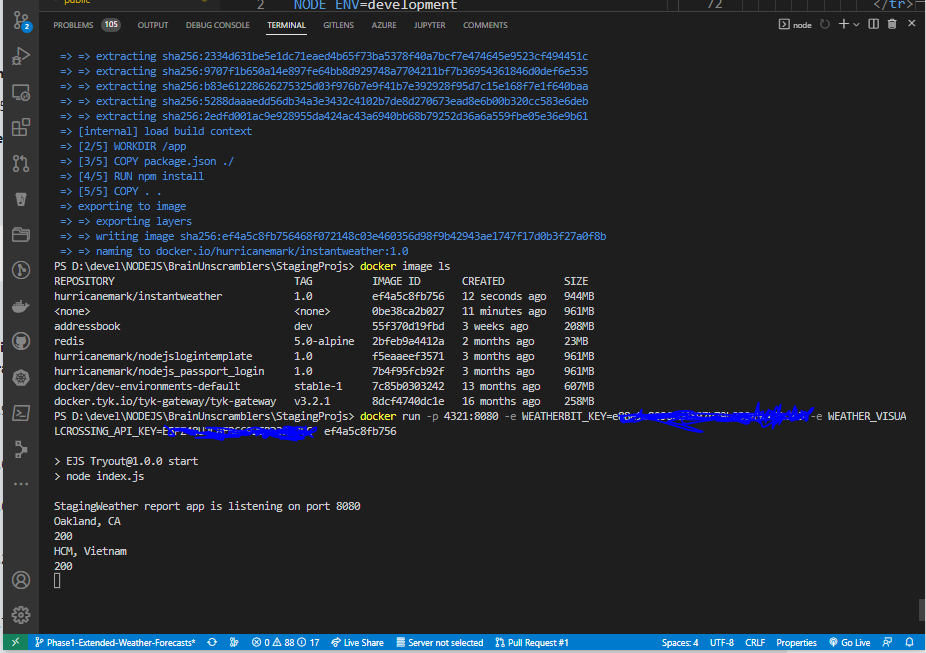 public
2 NODE_ENV=development
72 </tr>
PROBLEMS 105 OUTPUT DEBUG CONSOLE TERMINAL GITLENS AZURE JUPYTER COMMENTS node
=> => extracting sha256:2334d631be5e1dc71eaed4b65f73ba5378f40a7bcf7e474645e9523cf494451c
=> => extracting sha256:9707f1b650a14e897fe64bb8d929748a7704211bf7b36954361846d0def6e535
=> => extracting sha256:b83e61228626275325d03f976b7e9f41b7e392928f95d7c15e168f7e1f640baa
=> => extracting sha256:5288daaaedd56db34a3e3432c4102b7de8d270673ead8e6b00b320cc583e6deb
=> => extracting sha256:2edfd001ac9e928955da424ac43a6940bb68b79252d36a6a559fbe05e36e9b61
=> [internal] load build context
=> [2/5] WORKDIR /app
=> [3/5] COPY package.json ./
=> [4/5] RUN npm install
=> [5/5] COPY . .
=> exporting to image
=> => exporting layers
=> => writing image sha256:ef4a5c8fb756468f072148c03e460356d98f9b42943ae1747f17d0b3f27a0f8b
=> => naming to docker.io/hurricanemark/instantweather:1.0
PS D:\devel\NODEJS\BrainUnscramblers\StagingProjs> docker image ls
REPOSITORY TAG IMAGE ID CREATED SIZE
hurricanemark/instantweather 1.0 ef4a5c8fb756 12 seconds ago 944MB
<none> <none> 0be38ca2b027 11 minutes ago 961MB
addressbook dev 55f370d19fbd 3 weeks ago 208MB
redis 5.0-alpine 2bfeb9a4412a 2 months ago 23MB
hurricanemark/nodejslogintemplate 1.0 f5eaaeef3571 3 months ago 961MB
hurricanemark/nodejs_passport_login 1.0 7b4f95fcb92f 3 months ago 961MB
docker/dev-environments-default stable-1 7c85b0303242 13 months ago 607MB
docker.tyk.io/tyk-gateway/tyk-gateway v3.2.1 8dcf4740dc1e 16 months ago 258MB
PS D:\devel\NODEJS\BrainUnscramblers\StagingProjs> docker run -p 4321:8080 -e WEATHERBIT_KEY= -e WEATHER_VISUA
LCROSSING_API_KEY= ef4a5c8fb756
> EJS Tryout@1.0.0 start
> node index.js
StagingWeather report app is listening on port 8080
Oakland, CA
200
HCM, Vietnam
200
2
Phase1-Extended-Weather-Forecasts* 0 88 17 Live Share Server not selected Pull Request #1 Spaces: 4 UTF-8 CRLF Properties Go Live